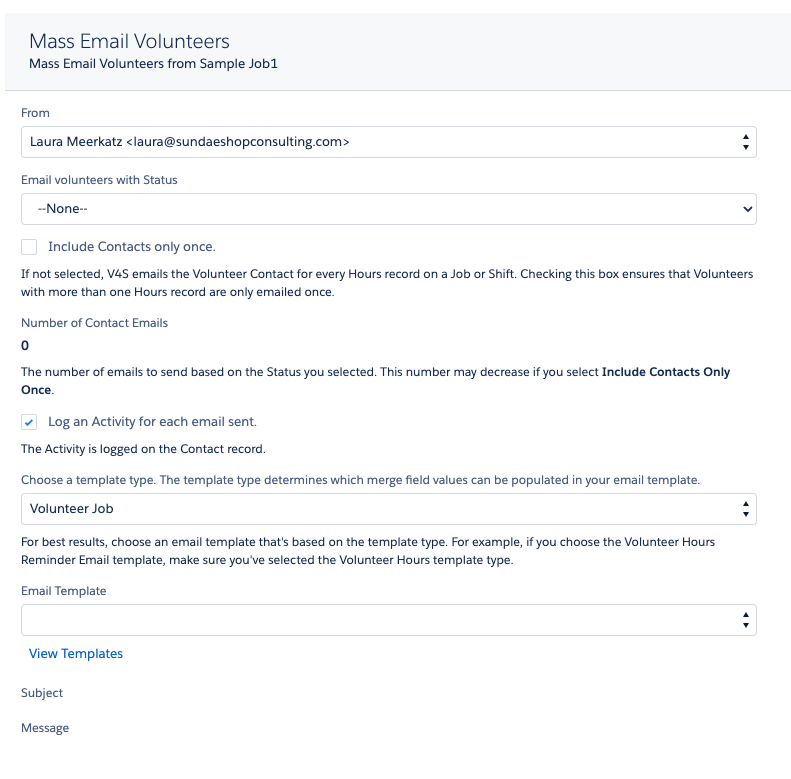 Mass Email Volunteers
Mass Email Volunteers from Sample Job1
From
Laura Meerkatz <laura@sundaeshopconsulting.com>
Email volunteers with Status
--None--
Include Contacts only once.
If not selected, V4S emails the Volunteer Contact for every Hours record on a Job or Shift. Checking this box ensures that Volunteers
with more than one Hours record are only emailed once.
Number of Contact Emails
0
The number of emails to send based on the Status you selected. This number may decrease if you select Include Contacts Only
Once.
Log an Activity for each email sent.
The Activity is logged on the Contact record.
Choose a template type. The template type determines which merge field values can be populated in your email template.
Volunteer Job
For best results, choose an email template that's based on the template type. For example, if you choose the Volunteer Hours
Reminder Email template, make sure you've selected the Volunteer Hours template type.
Email Template
View Templates
Subject
Message